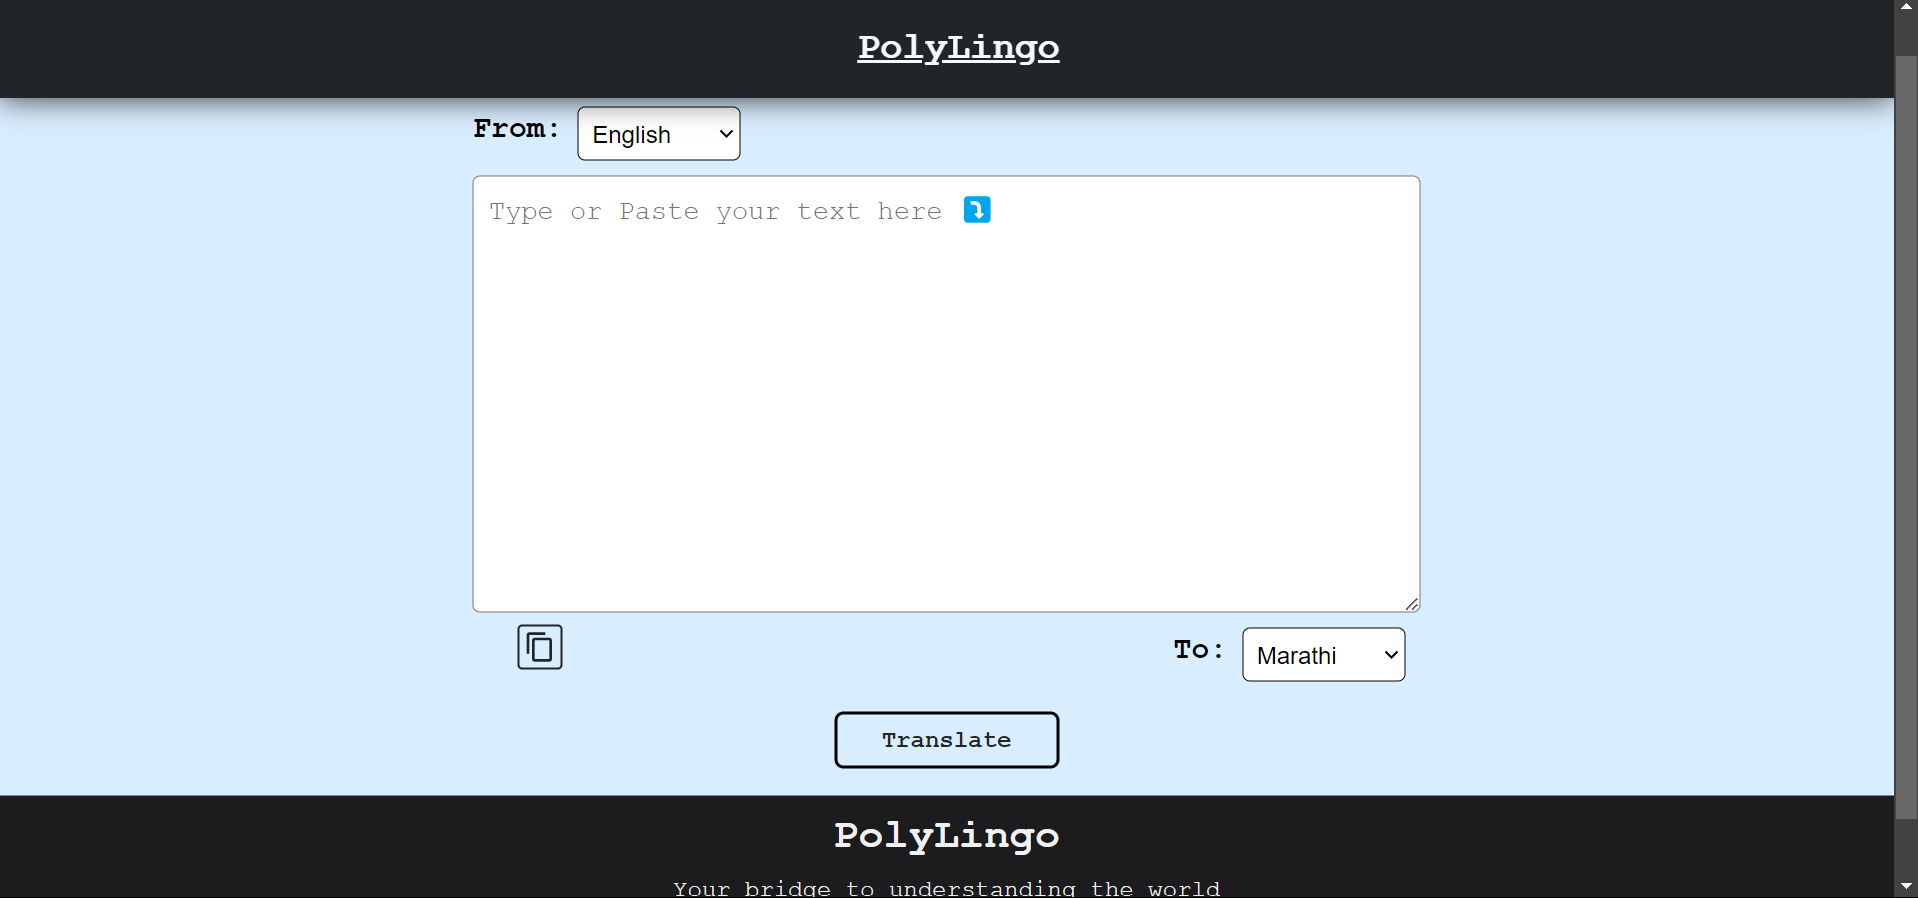 PolyLingo
From: English
Type or Paste your text here ⤵️
To: Marathi
Translate
PolyLingo
Your bridge to understanding the world